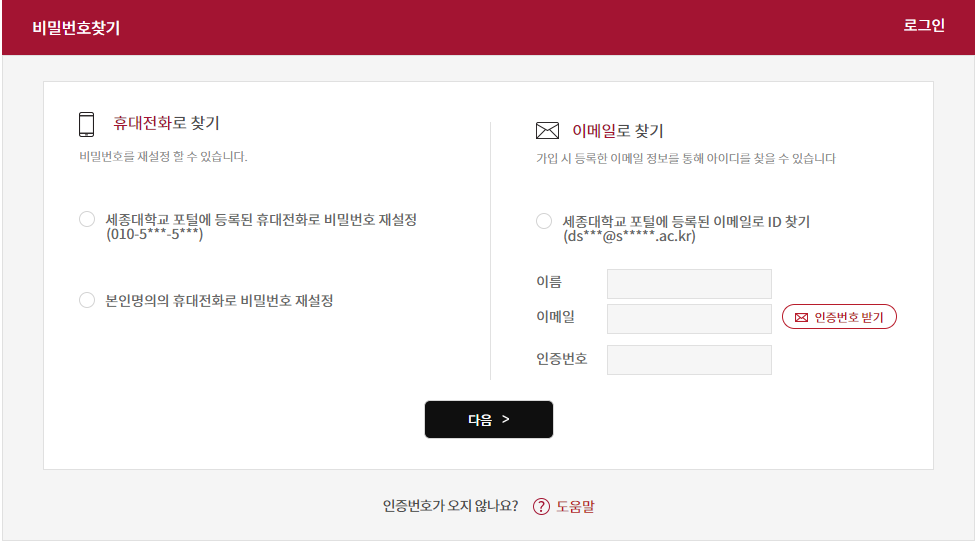 비밀번호찾기
로그인
휴대전화로 찾기
비밀번호를 재설정 할 수 있습니다.
세종대학교 포털에 등록된 휴대전화로 비밀번호 재설정
(010-5***-5***)
본인명의의 휴대전화로 비밀번호 재설정
이메일로 찾기
가입 시 등록한 이메일 정보를 통해 아이디를 찾을 수 있습니다
세종대학교 포털에 등록된 이메일로 ID 찾기
(ds***@s*****.ac.kr)
이름
이메일
인증번호 받기
인증번호
다음 >
인증번호가 오지 않나요? ? 도움말